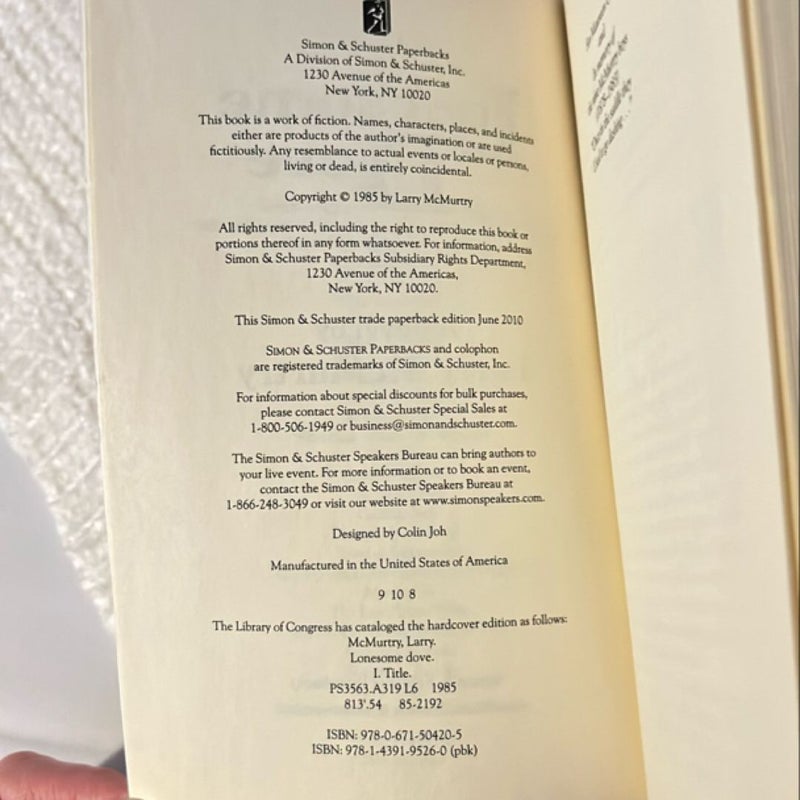 Simon & Schuster Paperbacks
A Division of Simon & Schuster, Inc.
1230 Avenue of the Americas
New York, NY 10020
This book is a work of fiction. Names, characters, places, and incidents
either are products of the author's imagination or are used
fictitiously. Any resemblance to actual events or locales or persons,
living or dead, is entirely coincidental.
Copyright © 1985 by Larry McMurtry
All rights reserved, including the right to reproduce this book or
portions thereof in any form whatsoever. For information, address
Simon & Schuster Paperbacks Subsidiary Rights Department,
1230 Avenue of the Americas,
New York, NY 10020.
This Simon & Schuster trade paperback edition June 2010
SIMON & SCHUSTER PAPERBACKS and colophon
are registered trademarks of Simon & Schuster, Inc.
For information about special discounts for bulk purchases,
please contact Simon & Schuster Special Sales at
1-800-506-1949 or business@simonandschuster.com.
The Simon & Schuster Speakers Bureau can bring authors to
your live event. For more information or to book an event,
contact the Simon & Schuster Speakers Bureau at
1-866-248-3049 or visit our website at www.simonspeakers.com.
Designed by Colin Joh
Manufactured in the United States of America
9 10 8
The Library of Congress has cataloged the hardcover edition as follows:
McMurtry, Larry.
Lonesome dove.
I. Title.
PS3563.A319 L6 1985
813'.54 85-2192
ISBN: 978-0-671-50420-5
ISBN: 978-1-4391-9526-0 (pbk)